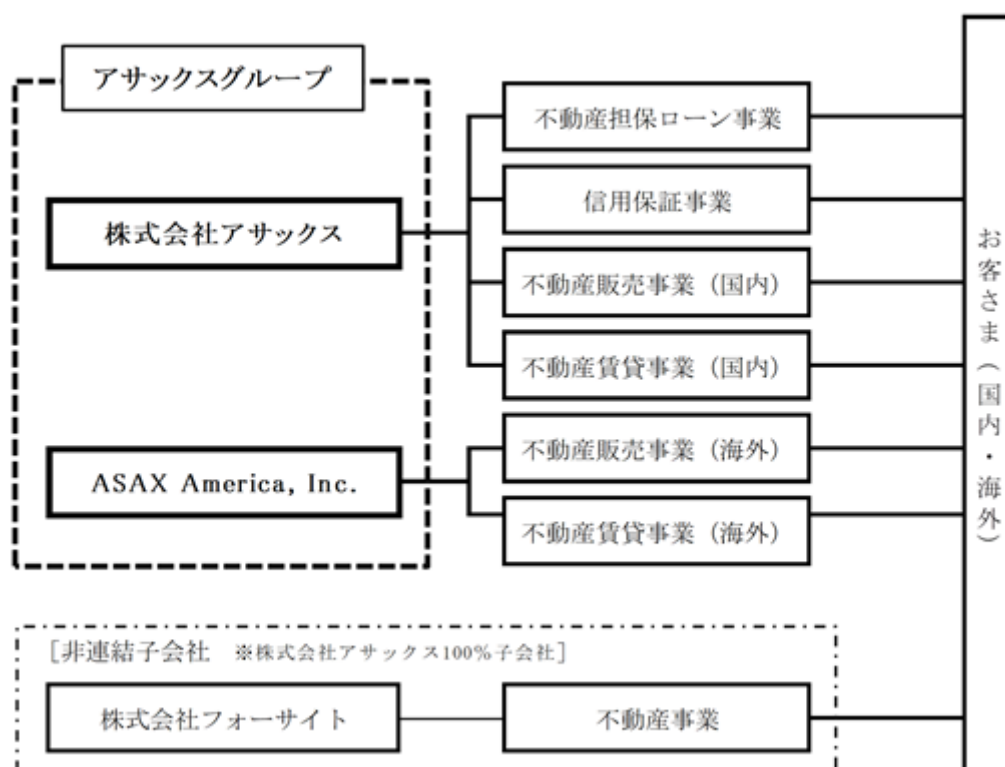 アサックスグループ
株式会社アサックス
不動産担保ローン事業
信用保証事業
不動産販売事業（国内）
不動産賃貸事業（国内）
ASAX America, Inc.
不動産販売事業（海外）
不動産賃貸事業（海外）
お客さま（国内・海外）
［非連結子会社　※株式会社アサックス100%子会社］
株式会社フォーサイト
不動産事業